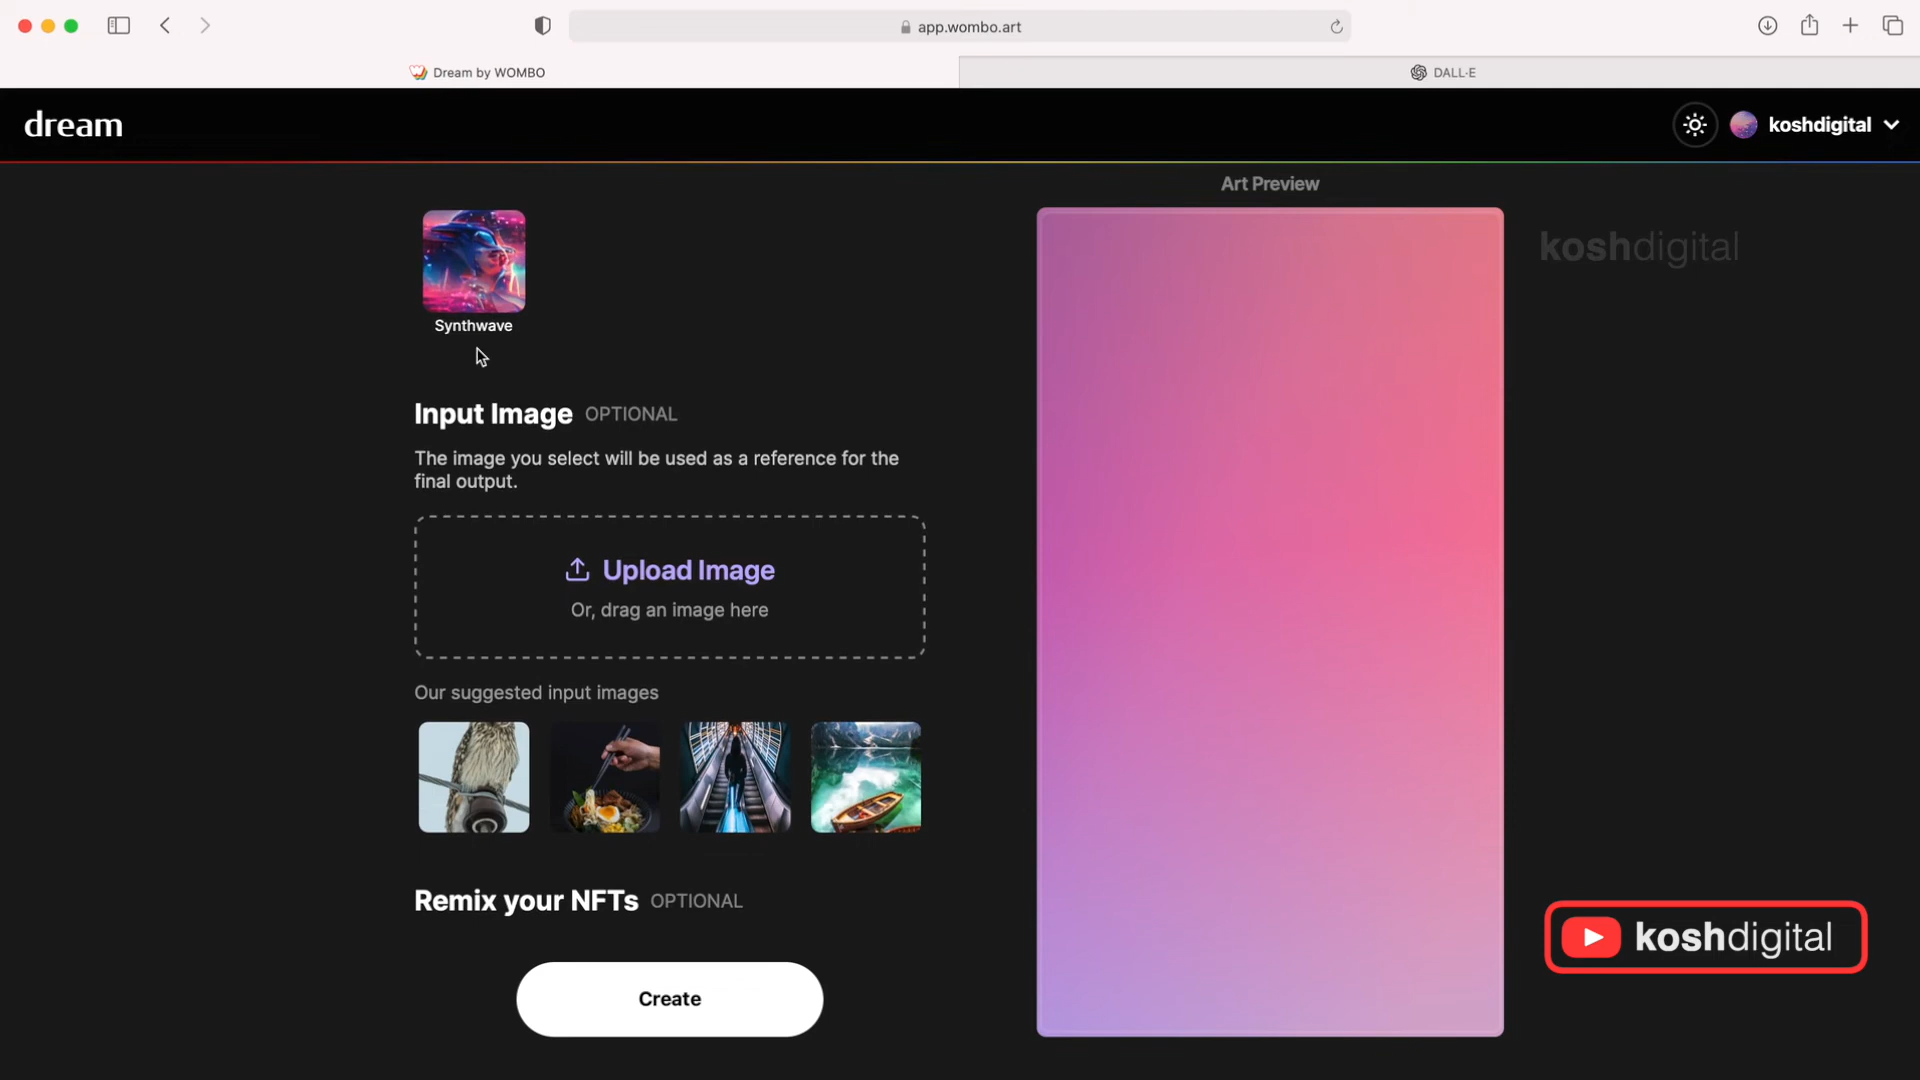 app.wombo.art
Dream by WOMBO
DALL·E
dream
koshdigital
Art Preview
koshdigital
Synthwave
Input Image OPTIONAL
The image you select will be used as a reference for the
final output.
Upload Image
Or, drag an image here
Our suggested input images
Remix your NFTs OPTIONAL
koshdigital
Create